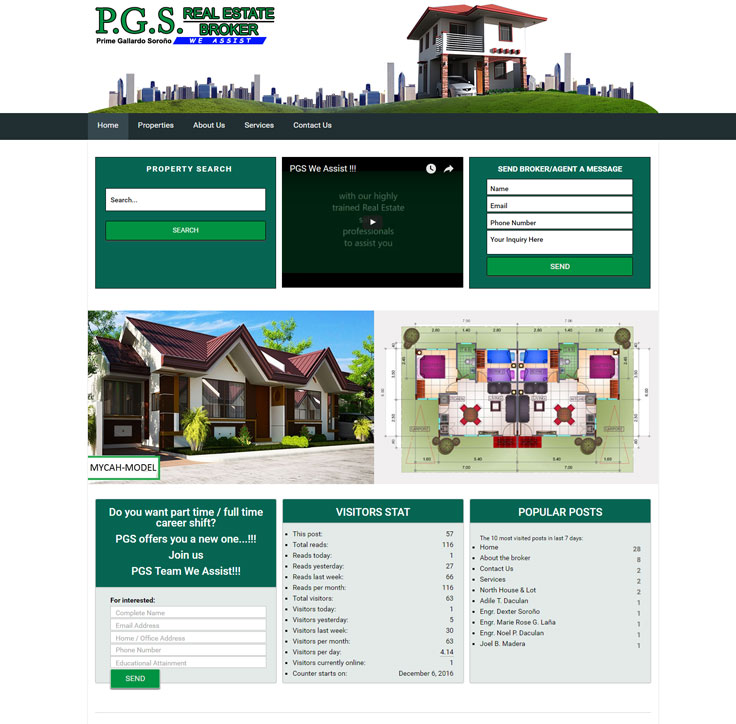 P.G.S. REAL ESTATE BROKER
Prime Gallardo Soroño WE ASSIST
Home Properties About Us Services Contact Us
PROPERTY SEARCH
Search...
SEARCH
PGS We Assist !!!
with our highly
trained Real Estate
professionals
to assist you
SEND BROKER/AGENT A MESSAGE
Name
Email
Phone Number
Your Inquiry Here
SEND
MYCAH-MODEL
Do you want part time / full time
career shift?
PGS offers you a new one...!!!
Join us
PGS Team We Assist!!!
For interested:
Complete Name
Email Address
Home / Office Address
Phone Number
Educational Attainment
SEND
VISITORS STAT
This post: 57
Total reads: 116
Reads today: 1
Reads yesterday: 27
Reads last week: 66
Reads per month: 116
Total visitors: 63
Visitors today: 1
Visitors yesterday: 5
Visitors last week: 30
Visitors per month: 63
Visitors per day: 4.14
Visitors currently online: 1
Counter starts on: December 6, 2016
POPULAR POSTS
The 10 most visited posts in last 7 days:
Home 28
About the broker 8
Contact Us 2
Services 2
North House & Lot 2
Adile T. Daculan 1
Engr. Dexter Soroño 1
Engr. Marie Rose G. Laña 1
Engr. Noel P. Daculan 1
Joel B. Madera 1